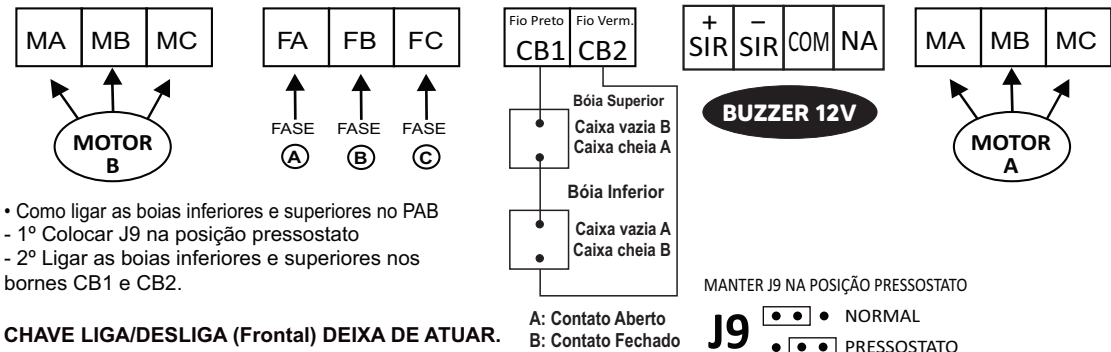 MA MB MC
MOTOR
B
FA FB FC
FASE FASE FASE
A B C
Fio Preto Fio Verm.
CB1 CB2
Bóia Superior
Caixa vazia B
Caixa cheia A
Bóia Inferior
Caixa vazia A
Caixa cheia B
A: Contato Aberto
B: Contato Fechado
+ SIR - SIR COM NA
BUZZER 12V
MA MB MC
MOTOR
A
• Como ligar as boias inferiores e superiores no PAB
- 1º Colocar J9 na posição pressostato
- 2º Ligar as boias inferiores e superiores nos
bornes CB1 e CB2.
CHAVE LIGA/DESLIGA (Frontal) DEIXA DE ATUAR.
MANTER J9 NA POSIÇÃO PRESSOSTATO
J9
NORMAL
PRESSOSTATO